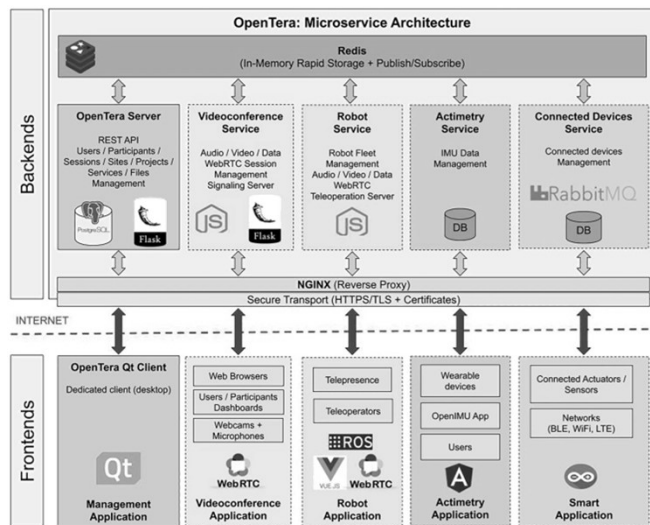 OpenTera: Microservice Architecture
Backends
Redis
(In-Memory Rapid Storage + Publish/Subscribe)
OpenTera Server
REST API
Users / Participants /
Sessions / Sites / Projects /
Services / Files
Management
PostgreSQL
Flask
Videoconference
Service
Audio / Video / Data
WebRTC Session
Management
Signaling Server
JS
Flask
Robot
Service
Robot Fleet
Management
Audio / Video / Data
WebRTC
Teleoperation Server
JS
Actimetry
Service
IMU Data
Management
DB
Connected Devices
Service
Connected devices
Management
RabbitMQ
DB
NGINX (Reverse Proxy)
Secure Transport (HTTPS/TLS + Certificates)
INTERNET
Frontends
OpenTera Qt Client
Dedicated client (desktop)
Qt
Management
Application
Web Browsers
Users / Participants
Dashboards
Webcams +
Microphones
WebRTC
Videoconference
Application
Telepresence
Teleoperators
ROS
VUE.JS
WebRTC
Robot
Application
Wearable
devices
OpenIMU App
Users
A
Actimetry
Application
Connected Actuators /
Sensors
Networks
(BLE, WiFi, LTE)
Smart
Application